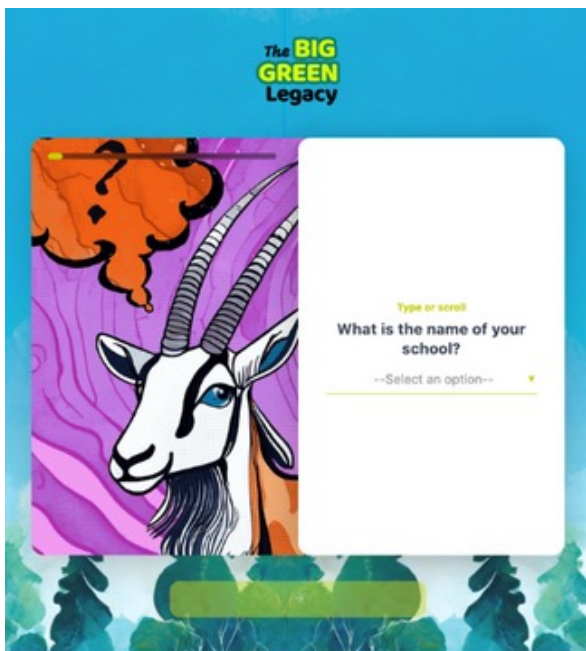 The BIG
GREEN
Legacy
?
Type or scroll
What is the name of your
school?
--Select an option--